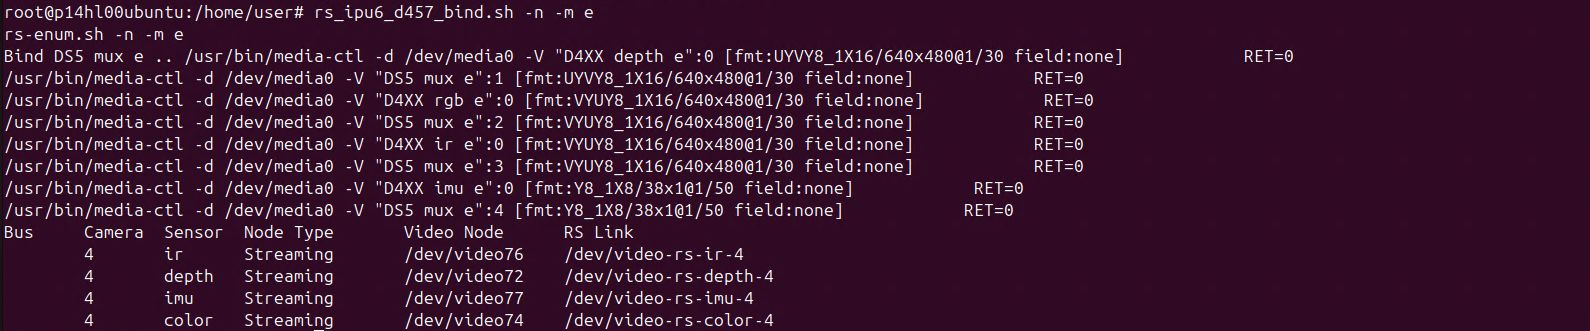 root@p14hl00ubuntu:/home/user# rs_ipu6_d457_bind.sh -n -m e
rs-enum.sh -n -m e
Bind DS5 mux e .. /usr/bin/media-ctl -d /dev/media0 -V "D4XX depth e":0 [fmt:UYVY8_1X16/640x480@1/30 field:none] RET=0
/usr/bin/media-ctl -d /dev/media0 -V "DS5 mux e":1 [fmt:UYVY8_1X16/640x480@1/30 field:none] RET=0
/usr/bin/media-ctl -d /dev/media0 -V "D4XX rgb e":0 [fmt:VYUY8_1X16/640x480@1/30 field:none] RET=0
/usr/bin/media-ctl -d /dev/media0 -V "DS5 mux e":2 [fmt:VYUY8_1X16/640x480@1/30 field:none] RET=0
/usr/bin/media-ctl -d /dev/media0 -V "D4XX ir e":0 [fmt:VYUY8_1X16/640x480@1/30 field:none] RET=0
/usr/bin/media-ctl -d /dev/media0 -V "DS5 mux e":3 [fmt:VYUY8_1X16/640x480@1/30 field:none] RET=0
/usr/bin/media-ctl -d /dev/media0 -V "D4XX imu e":0 [fmt:Y8_1X8/38x1@1/50 field:none] RET=0
/usr/bin/media-ctl -d /dev/media0 -V "DS5 mux e":4 [fmt:Y8_1X8/38x1@1/50 field:none] RET=0
Bus Camera Sensor Node Type Video Node RS Link
4 ir Streaming /dev/video76 /dev/video-rs-ir-4
4 depth Streaming /dev/video72 /dev/video-rs-depth-4
4 imu Streaming /dev/video77 /dev/video-rs-imu-4
4 color Streaming /dev/video74 /dev/video-rs-color-4